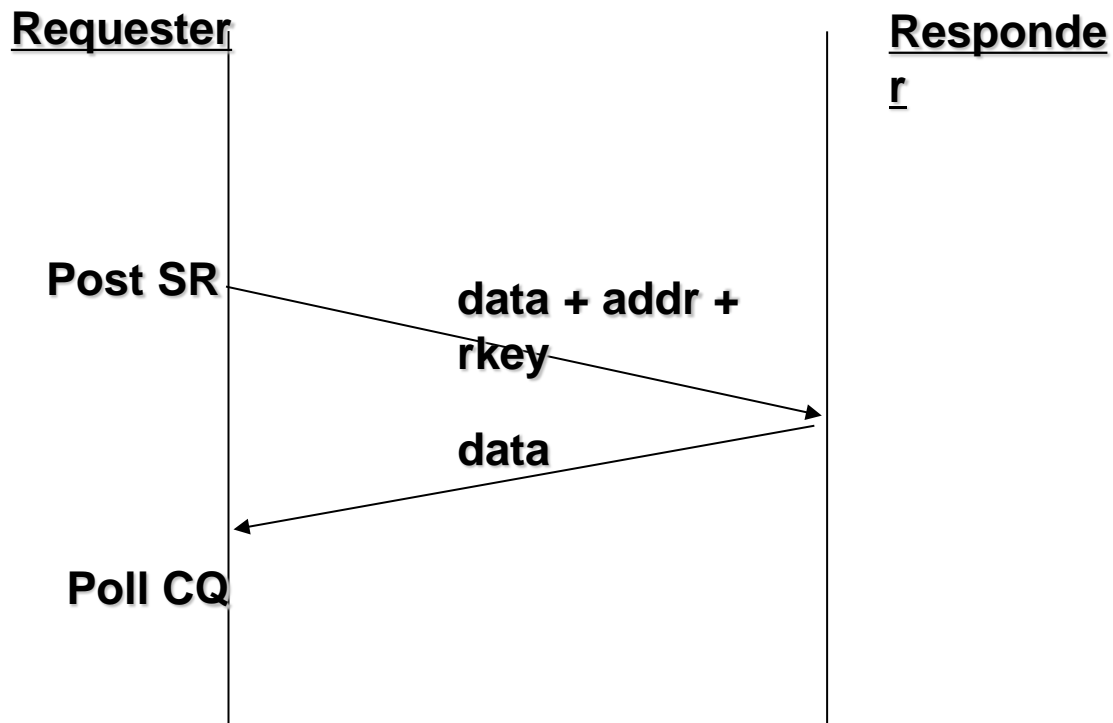 Requester
Responde
r
Post SR
data + addr +
rkey
data
Poll CQ